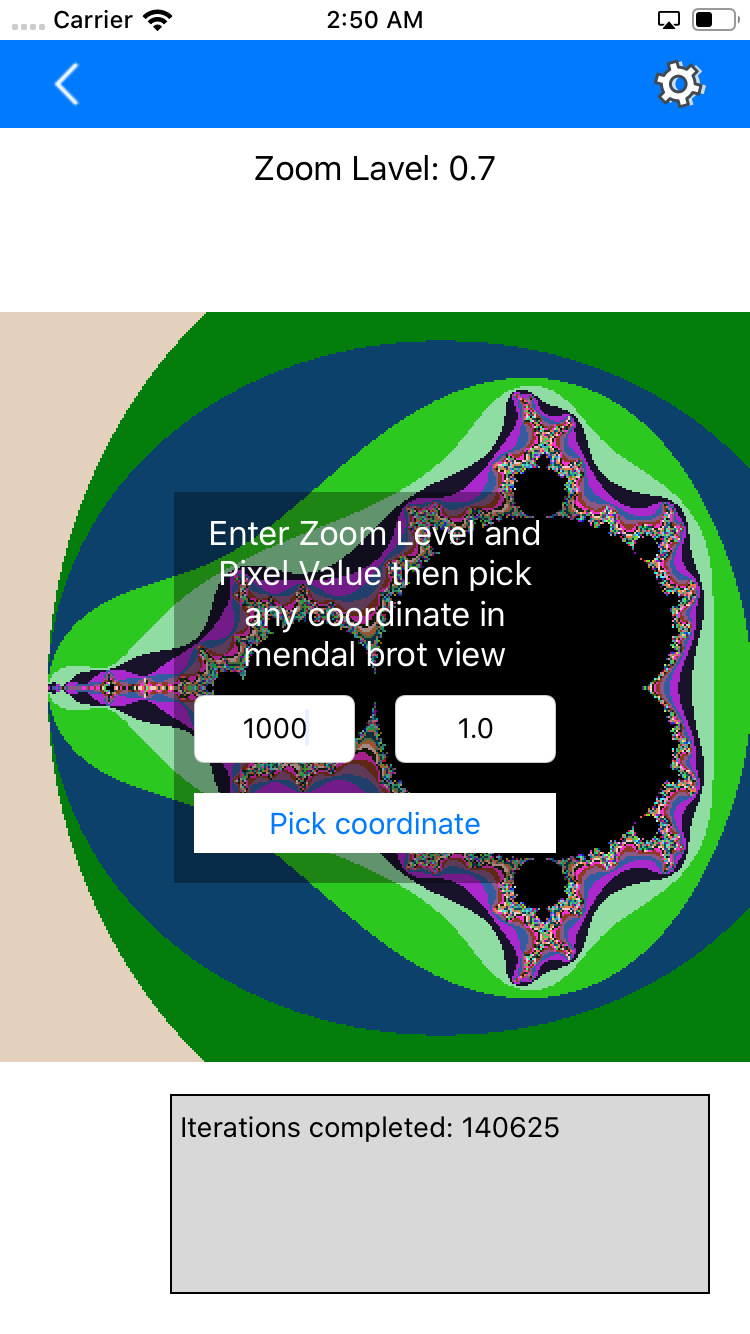 Carrier 2:50 AM
Zoom Lavel: 0.7
Enter Zoom Level and
Pixel Value then pick
any coordinate in
mendal brot view
1000 1.0
Pick coordinate
Iterations completed: 140625